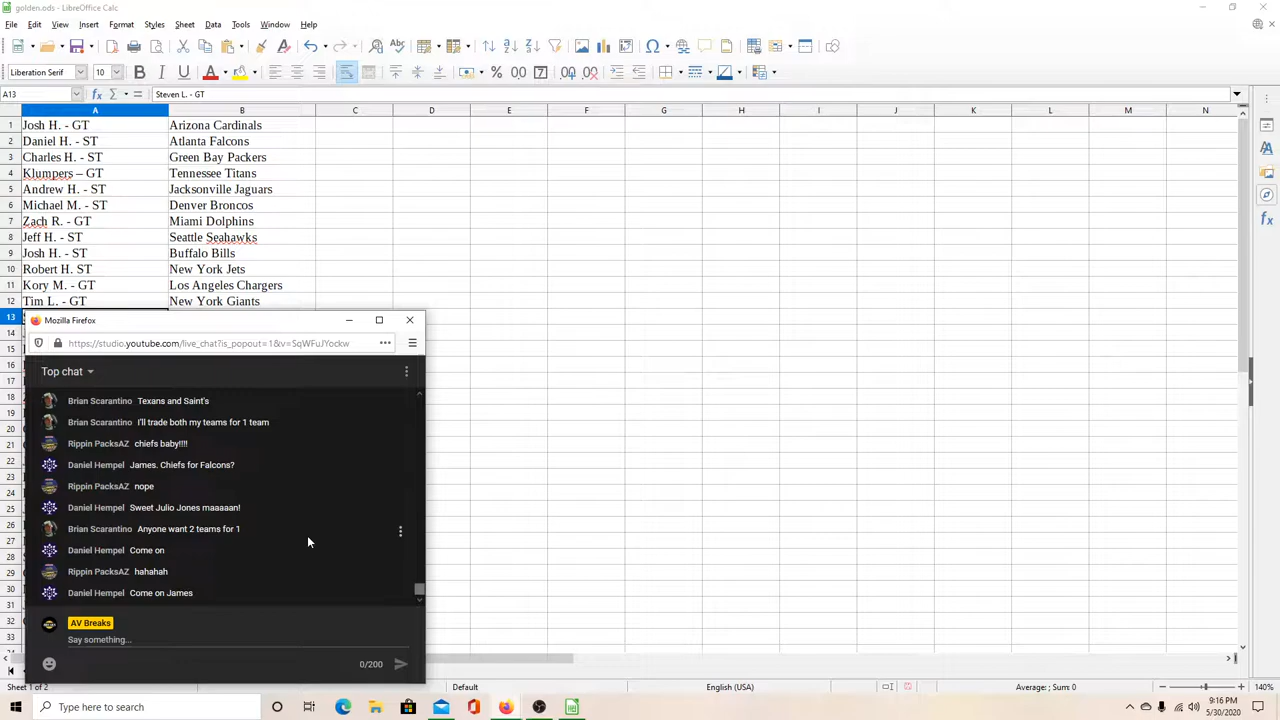 golden.ods - LibreOffice Calc
File Edit View Insert Format Styles Sheet Data Tools Window Help
Liberation Serif 10
A13 Steven L. - GT
A B C D E F G H I J K L M N
1 Josh H. - GT Arizona Cardinals
2 Daniel H. - ST Atlanta Falcons
3 Charles H. - ST Green Bay Packers
4 Klumpers – GT Tennessee Titans
5 Andrew H. - ST Jacksonville Jaguars
6 Michael M. - ST Denver Broncos
7 Zach R. - GT Miami Dolphins
8 Jeff H. - ST Seattle Seahawks
9 Josh H. - ST Buffalo Bills
10 Robert H. ST New York Jets
11 Kory M. - GT Los Angeles Chargers
12 Tim L. - GT New York Giants
13
Mozilla Firefox
https://studio.youtube.com/live_chat?is_popout=1&v=SqWFuJYockw
Top chat
Brian Scarantino Texans and Saint's
Brian Scarantino I'll trade both my teams for 1 team
Rippin PacksAZ chiefs baby!!!!
Daniel Hempel James. Chiefs for Falcons?
Rippin PacksAZ nope
Daniel Hempel Sweet Julio Jones maaaaan!
Brian Scarantino Anyone want 2 teams for 1
Daniel Hempel Come on
Rippin PacksAZ hahahah
Daniel Hempel Come on James
AV Breaks
Say something...
0/200
Sheet 1 of 2 Default English (USA) Average: ; Sum: 0 140%
Type here to search
9:16 PM
5/30/2020